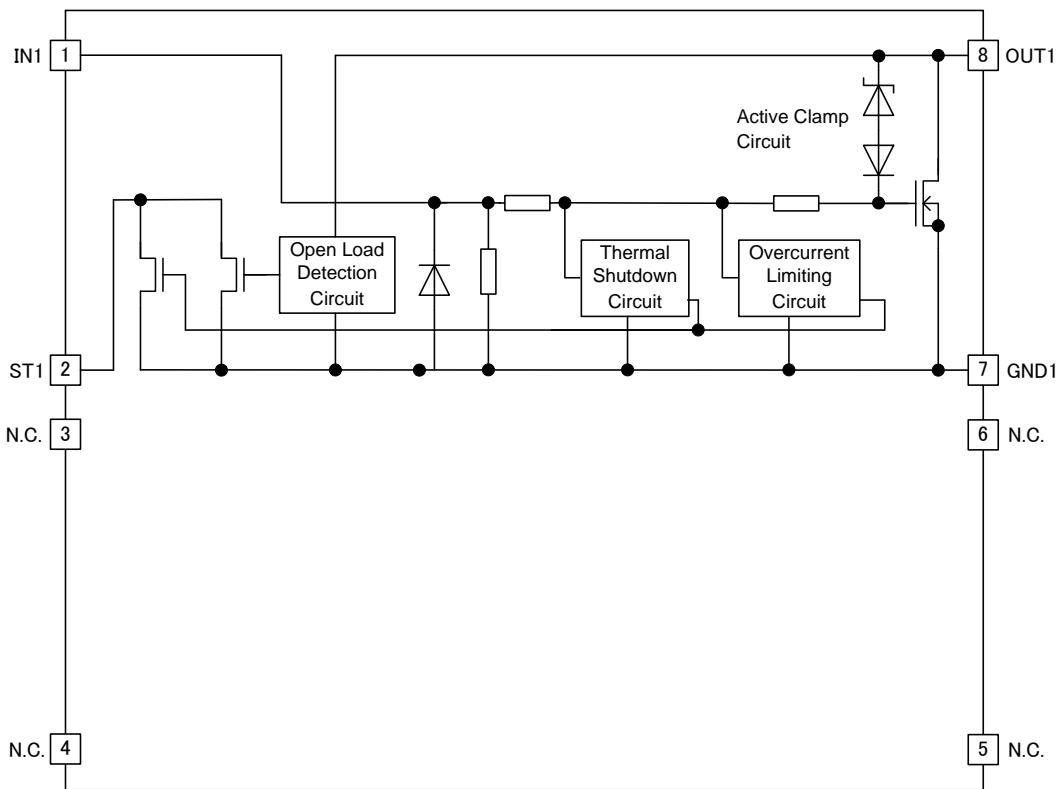 IN1
1
8
OUT1
Active Clamp
Circuit
Open Load
Detection
Circuit
Thermal
Shutdown
Circuit
Overcurrent
Limiting
Circuit
ST1
2
7
GND1
N.C.
3
6
N.C.
N.C.
4
5
N.C.